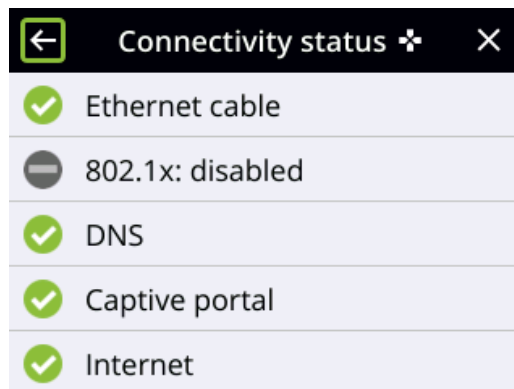 Connectivity status
Ethernet cable
802.1x: disabled
DNS
Captive portal
Internet